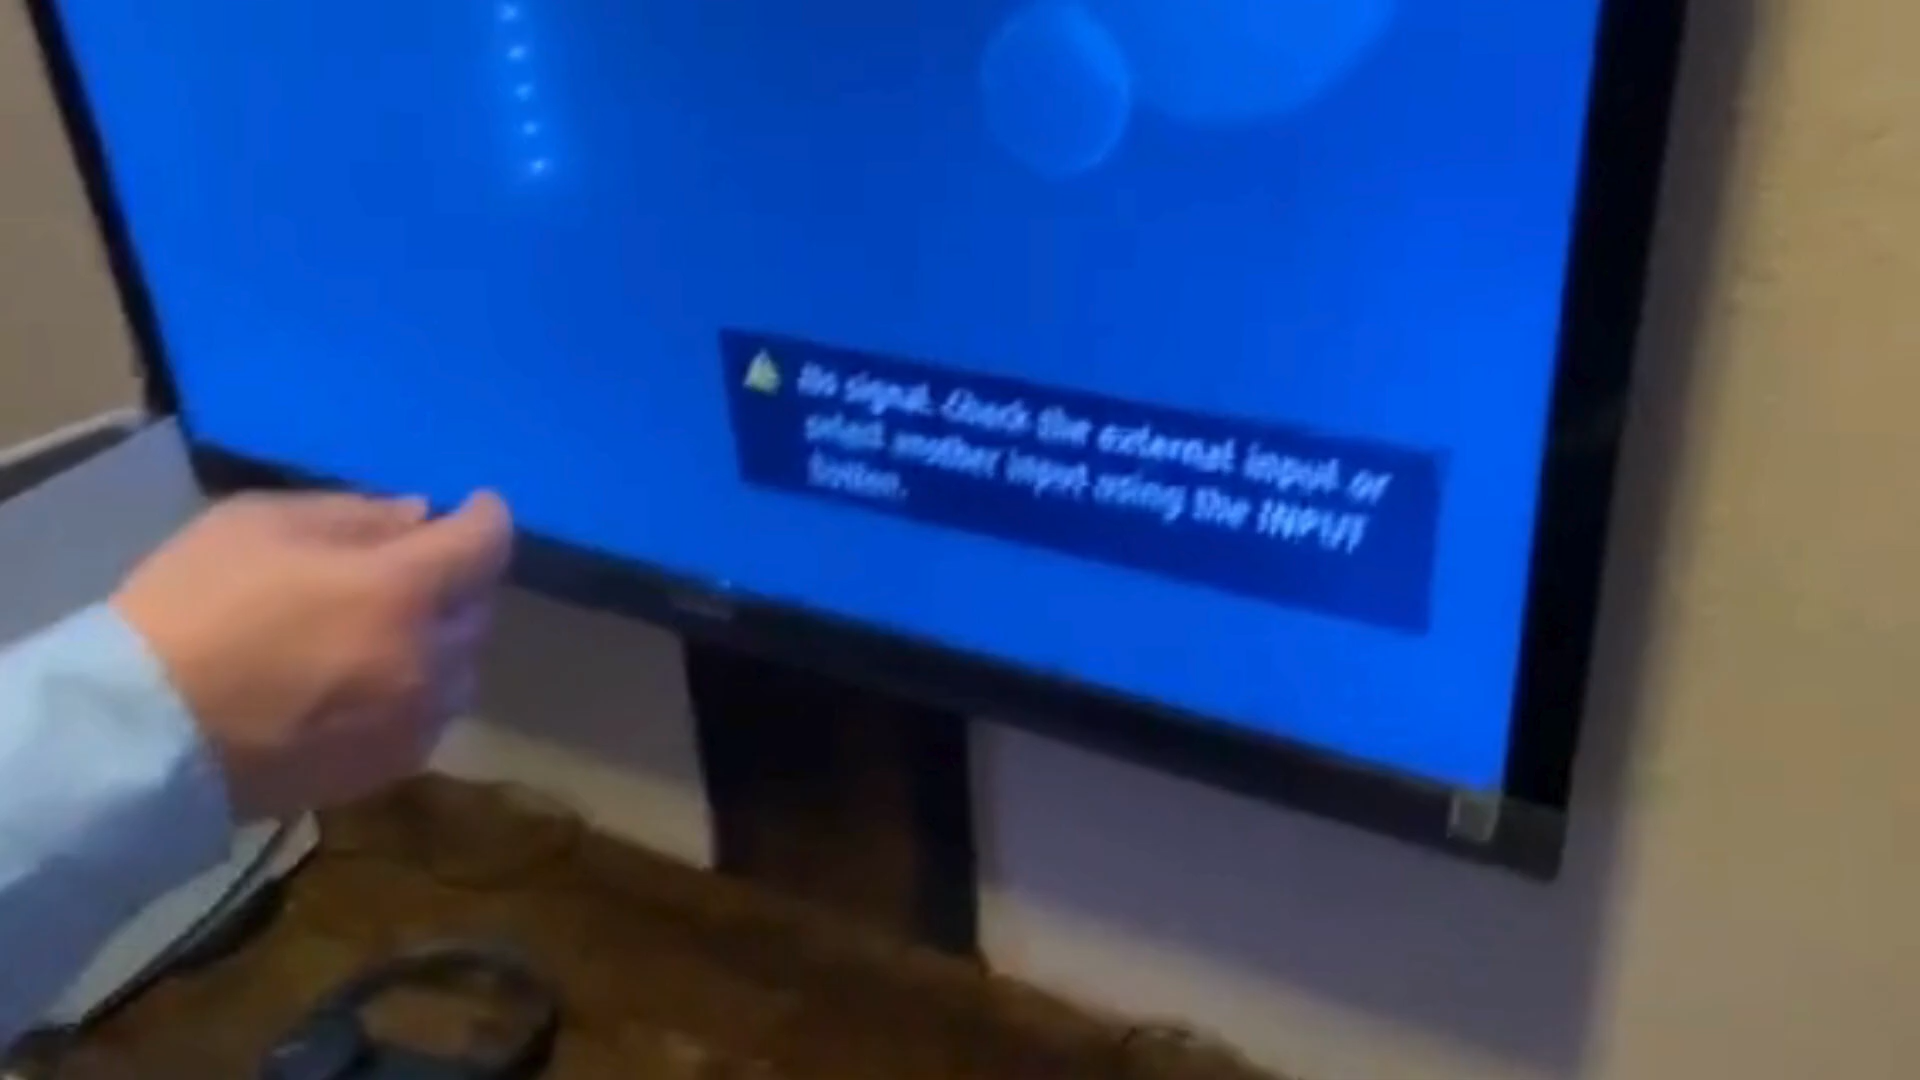 No signal. Check the external input or
select another input using the INPUT
button.